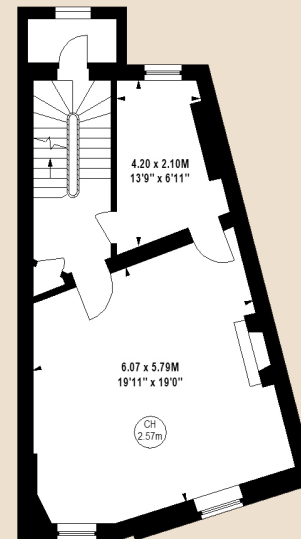 4.20 x 2.10M
13'9" x 6'11"
6.07 x 5.79M
19'11" x 19'0"
CH
2.57m